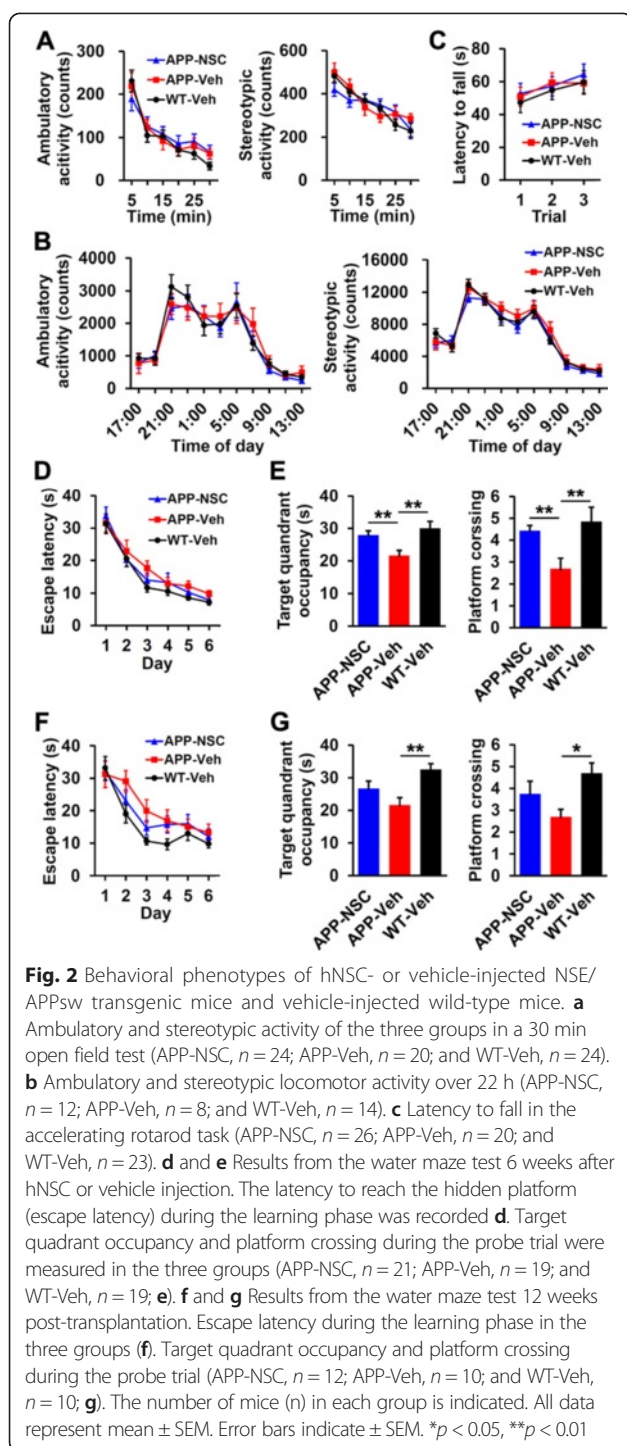 A
Ambulatory
acitivity (counts)
300
200
100
0
5
15
25
Time (min)
Stereotypic
activity (counts)
600
400
200
0
5
15
25
Time (min)
C
Latency to fall (s)
80
60
40
20
0
APP-NSC
APP-Veh
WT-Veh
1
2
3
Trial
APP-NSC
APP-Veh
WT-Veh
B
Ambulatory
acitivity (counts)
4000
3000
2000
1000
0
17:00
21:00
1:00
5:00
9:00
13:00
Time of day
Stereotypic
activity (counts)
16000
12000
8000
4000
0
APP-NSC
APP-Veh
WT-Veh
17:00
21:00
1:00
5:00
9:00
13:00
Time of day
D
Escape latency (s)
40
30
20
10
0
APP-NSC
APP-Veh
WT-Veh
1
2
3
4
5
6
Day
E
Target quadrant
occupancy (s)
40
30
20
10
0
**
**
APP-NSC
APP-Veh
WT-Veh
Platform corssing
6
5
4
3
2
1
0
**
**
APP-NSC
APP-Veh
WT-Veh
F
Escape latency (s)
40
30
20
10
0
APP-NSC
APP-Veh
WT-Veh
1
2
3
4
5
6
Day
G
Target quadrant
occupancy (s)
40
30
20
10
0
**
APP-NSC
APP-Veh
WT-Veh
Platform crossing
6
5
4
3
2
1
0
*
APP-NSC
APP-Veh
WT-Veh
Fig. 2 Behavioral phenotypes of hNSC- or vehicle-injected NSE/
APPsw transgenic mice and vehicle-injected wild-type mice. a
Ambulatory and stereotypic activity of the three groups in a 30 min
open field test (APP-NSC, n = 24; APP-Veh, n = 20; and WT-Veh, n = 24).
b Ambulatory and stereotypic locomotor activity over 22 h (APP-NSC,
n = 12; APP-Veh, n = 8; and WT-Veh, n = 14). c Latency to fall in the
accelerating rotarod task (APP-NSC, n = 26; APP-Veh, n = 20; and
WT-Veh, n = 23). d and e Results from the water maze test 6 weeks after
hNSC or vehicle injection. The latency to reach the hidden platform
(escape latency) during the learning phase was recorded d. Target
quadrant occupancy and platform crossing during the probe trial were
measured in the three groups (APP-NSC, n = 21; APP-Veh, n = 19; and
WT-Veh, n = 19; e). f and g Results from the water maze test 12 weeks
post-transplantation. Escape latency during the learning phase in the
three groups (f). Target quadrant occupancy and platform crossing
during the probe trial (APP-NSC, n = 12; APP-Veh, n = 10; and WT-Veh,
n = 10; g). The number of mice (n) in each group is indicated. All data
represent mean ± SEM. Error bars indicate ± SEM. *p < 0.05, **p < 0.01